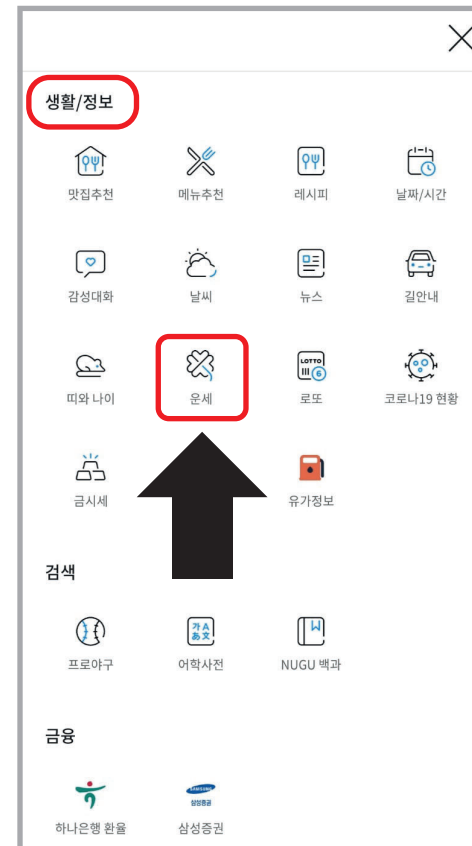 생활/정보
맛집추천 메뉴추천 레시피 날짜/시간
감성대화 날씨 뉴스 길안내
LOTTO
6
띠와 나이 운세 로또 코로나19 현황
금시세 유가정보
검색
가 A
あ 文
프로야구 어학사전 NUGU 백과
금융
SAMSUNG
삼성증권
하나은행 환율 삼성증권